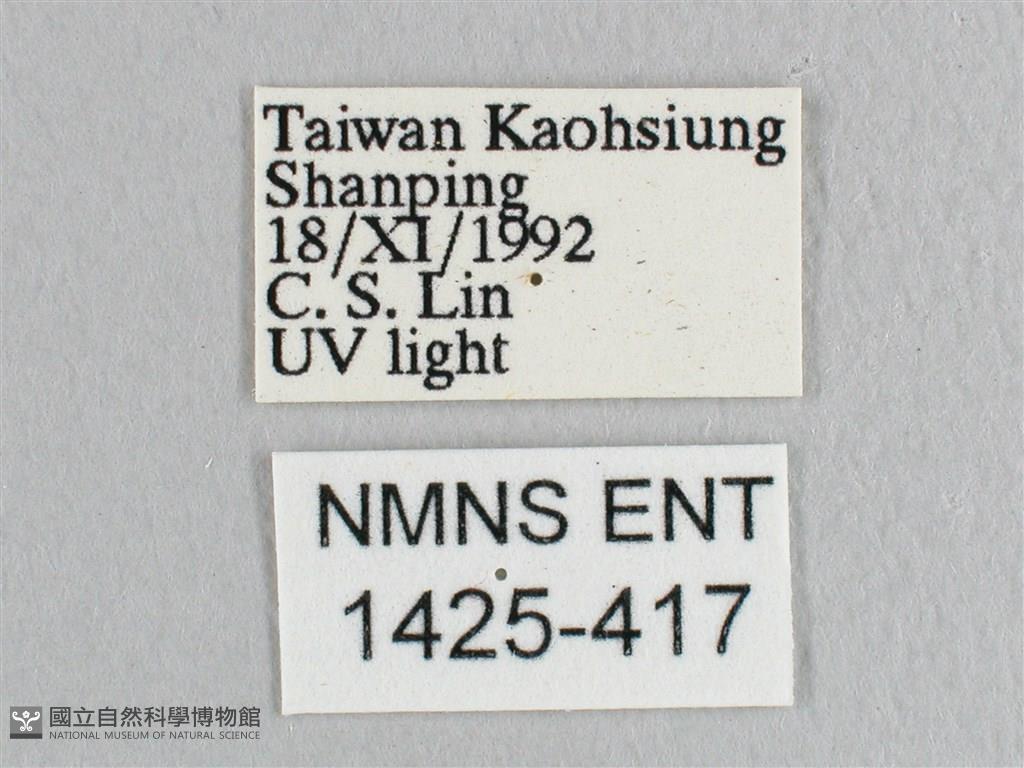 Taiwan Kaohsiung
Shanping
18/XI/1992
C. S. Lin
UV light
NMNS ENT
1425-417
國立自然科學博物館
NATIONAL MUSEUM OF NATURAL SCIENCE